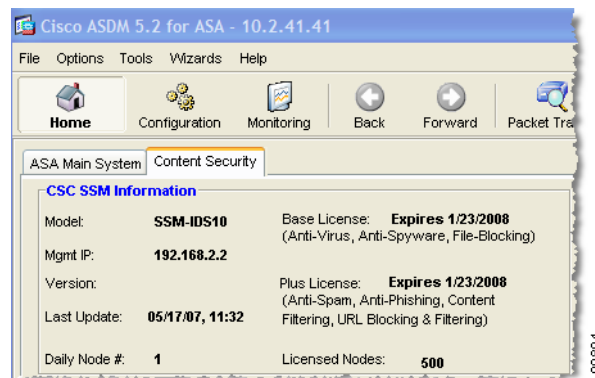 Cisco ASDM 5.2 for ASA - 10.2.41.41
File Options Tools Wizards Help
Home Configuration Monitoring Back Forward Packet Tra
ASA Main System Content Security
CSC SSM Information
Model: SSM-IDS10 Base License: Expires 1/23/2008
(Anti-Virus, Anti-Spyware, File-Blocking)
Mgmt IP: 192.168.2.2
Version: Plus License: Expires 1/23/2008
(Anti-Spam, Anti-Phishing, Content
Last Update: 05/17/07, 11:32 Filtering, URL Blocking & Filtering)
Daily Node #: 1 Licensed Nodes: 500